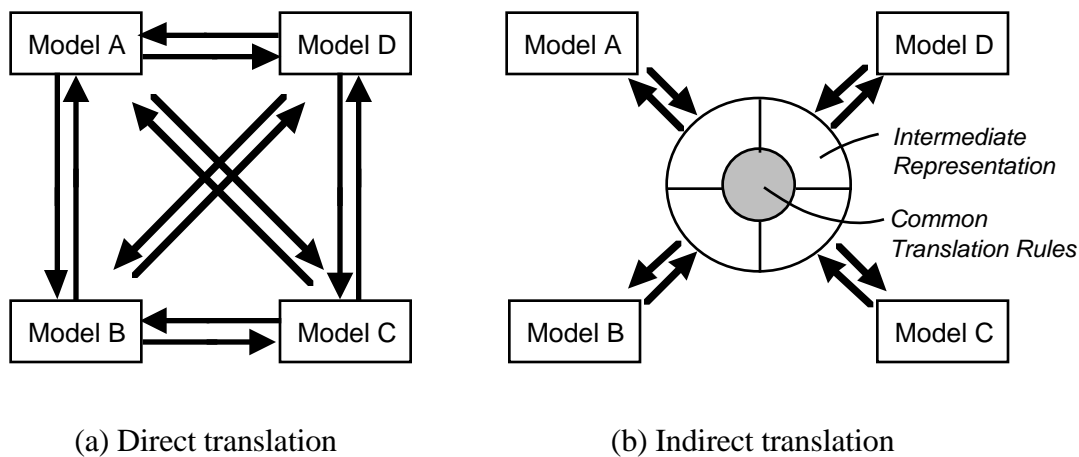 Model A
Model D
Model B
Model C
(a) Direct translation
Model A
Model D
Intermediate
Representation
Common
Translation Rules
Model B
Model C
(b) Indirect translation